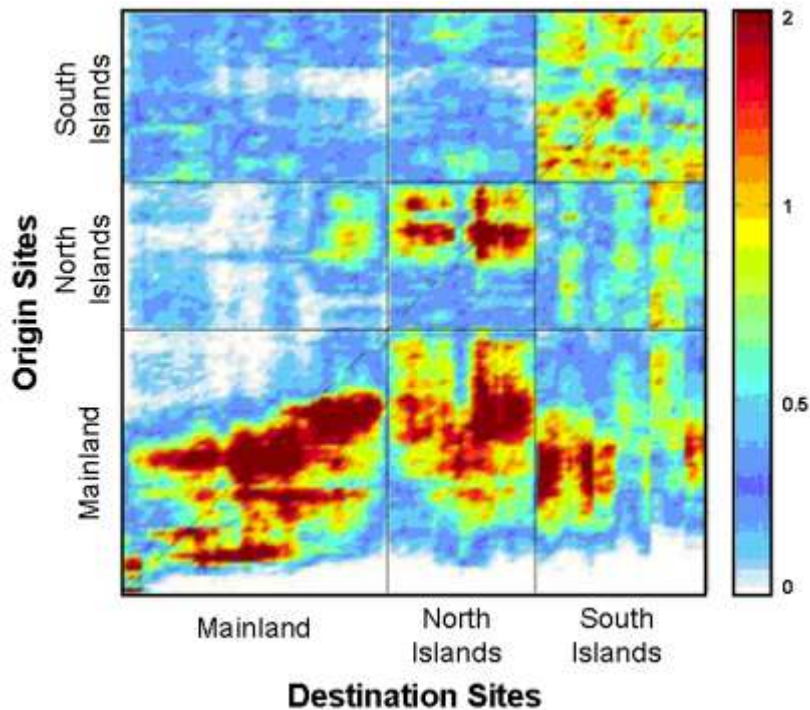 Origin Sites
South
Islands
North
Islands
Mainland
2
1
0.5
0
Mainland
North
Islands
South
Islands
Destination Sites